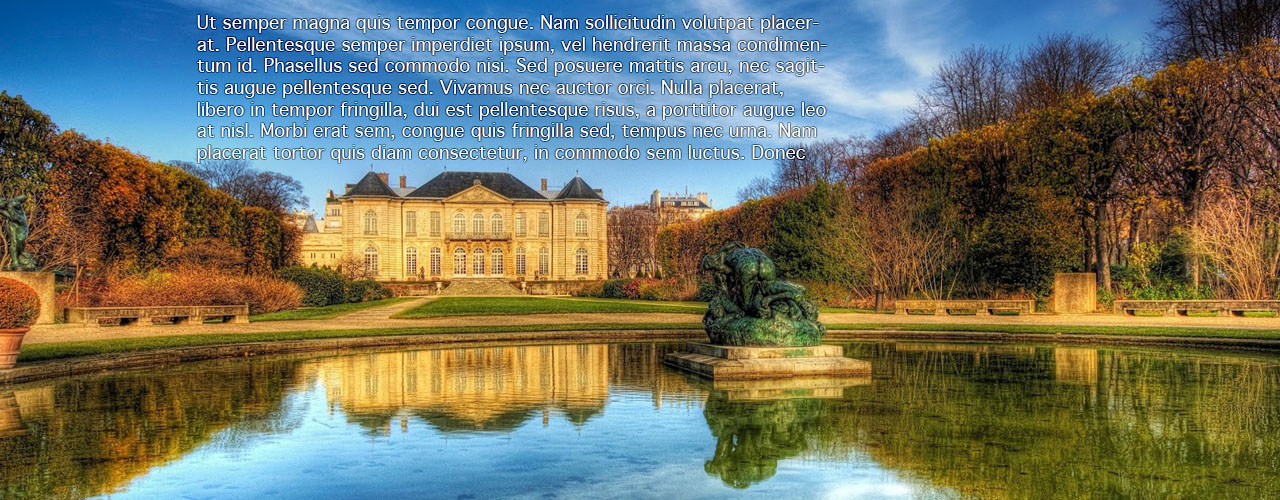 Ut semper magna quis tempor congue. Nam sollicitudin volutpat placer-
at. Pellentesque semper imperdiet ipsum, vel hendrerit massa condimen-
tum id. Phasellus sed commodo nisi. Sed posuere mattis arcu, nec sagit-
tis augue pellentesque sed. Vivamus nec auctor orci. Nulla placerat,
libero in tempor fringilla, dui est pellentesque risus, a porttitor augue leo
at nisl. Morbi erat sem, congue quis fringilla sed, tempus nec urna. Nam
placerat tortor quis diam consectetur, in commodo sem luctus. Donec